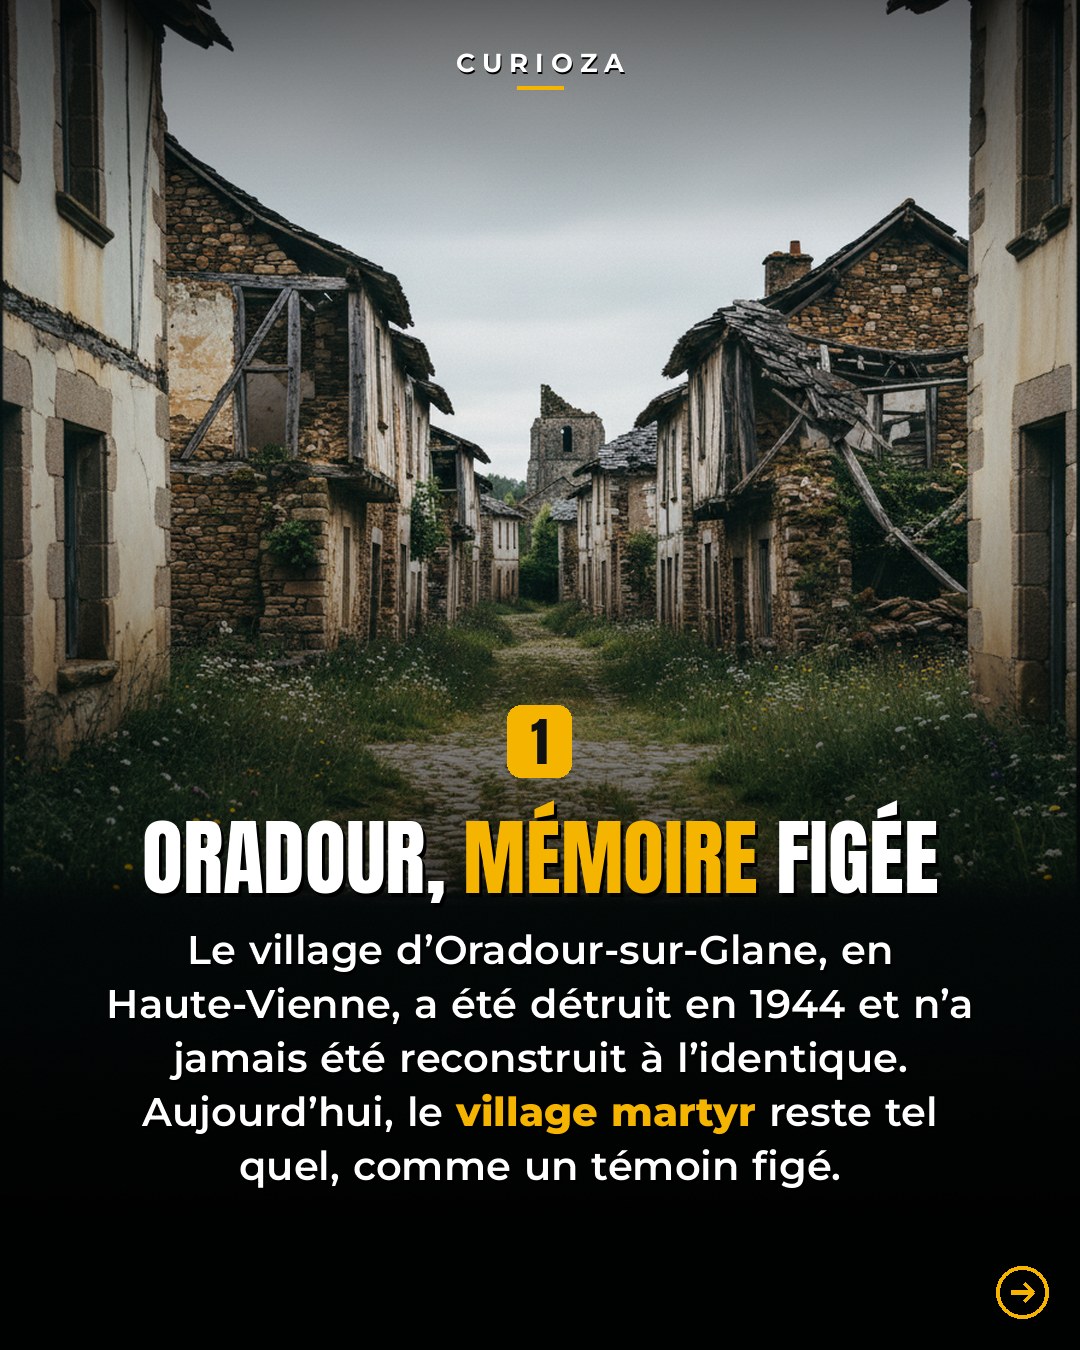 CURIOZA
1
ORADOUR, MÉMOIRE FIGÉE
Le village d’Oradour-sur-Glane, en
Haute-Vienne, a été détruit en 1944 et n’a
jamais été reconstruit à l’identique.
Aujourd’hui, le village martyr reste tel
quel, comme un témoin figé.